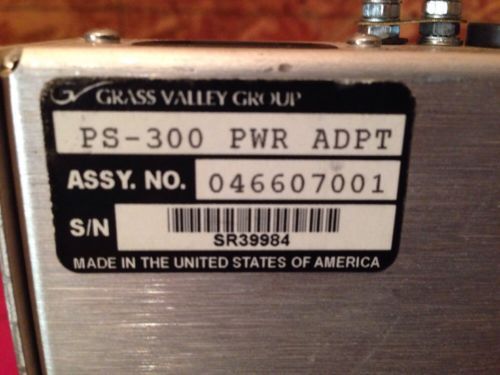 GRASS VALLEY GROUP
PS-300 PWR ADPT
ASSY. NO. 046607001
S/N SR39984
MADE IN THE UNITED STATES OF AMERICA